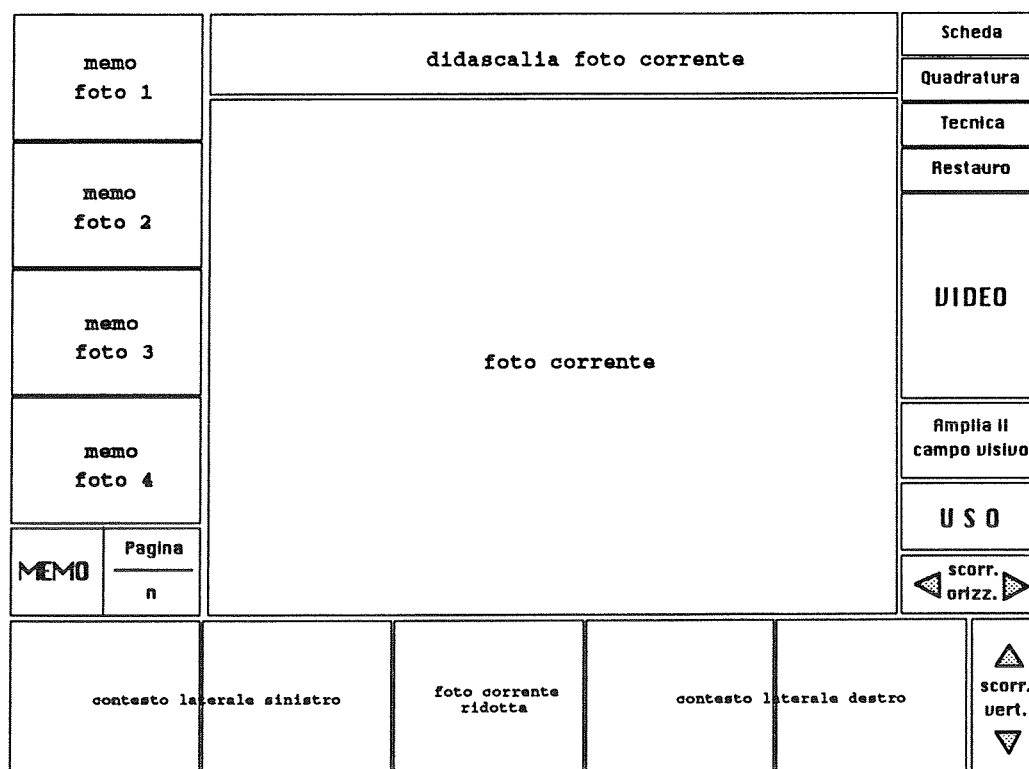 memo
foto 1
memo
foto 2
memo
foto 3
memo
foto 4
MEMO
Pagina
n
didascalia foto corrente
foto corrente
Scheda
Quadratura
Tecnica
Restauro
VIDEO
Amplia il
campo visivo
USO
scorr.
orizz.
contesto laterale sinistro
foto corrente
ridotta
contesto laterale destro
scorr.
vert.